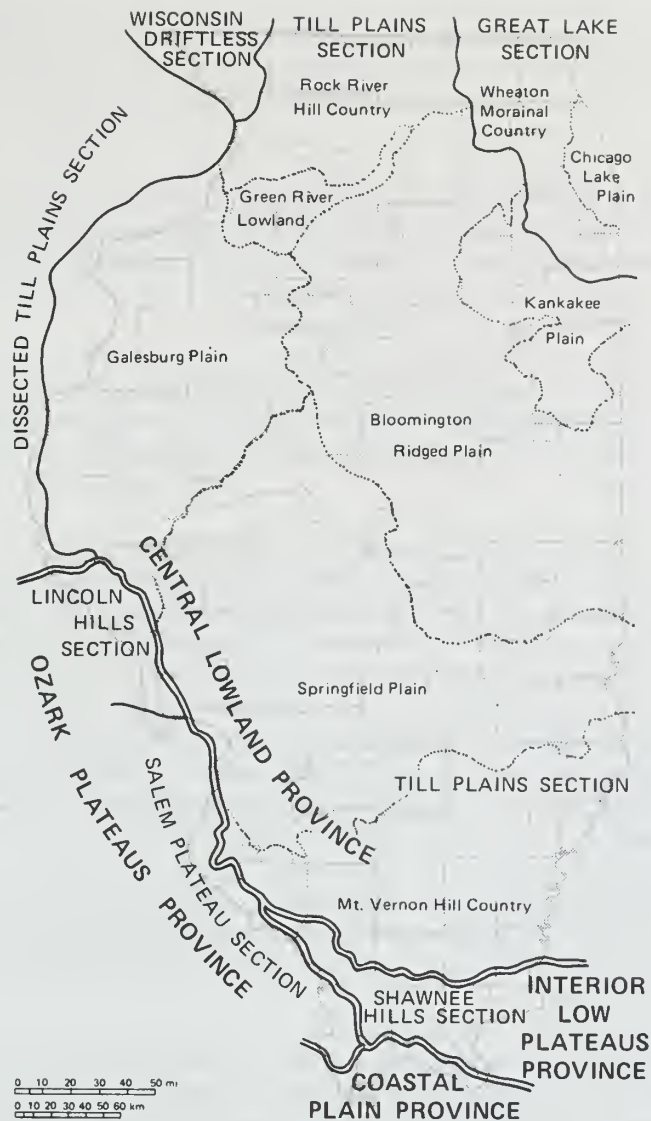 WISCONSIN
DRIFTLESS
SECTION
TILL PLAINS
SECTION
GREAT LAKE
SECTION
Rock River
Hill Country
Wheaton
Morainal
Country
Chicago
Lake
Plain
DISSECTED TILL PLAINS SECTION
Green River
Lowland
Kankakee
Plain
Galesburg Plain
Bloomington
Ridged Plain
LINCOLN
HILLS
SECTION
CENTRAL LOWLAND PROVINCE
OZARK PLATEAUS PROVINCE
Springfield Plain
SALEM PLATEAU SECTION
TILL PLAINS SECTION
Mt. Vernon Hill Country
SHAWNEE
HILLS SECTION
INTERIOR
LOW
PLATEAUS
PROVINCE
COASTAL
PLAIN PROVINCE
0 10 20 30 40 50 mi
0 10 20 30 40 50 60 km